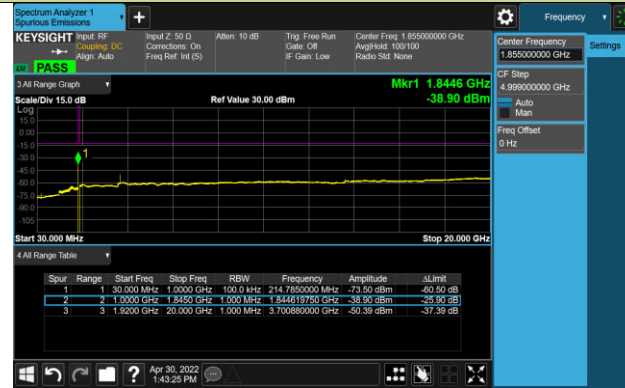 Spectrum Analyzer 1
Spurious Emissions
Frequency
KEYSIGHT Input: RF Input Z: 50 Ω Atten: 10 dB Trig: Free Run Center Freq: 1.855000000 GHz
Coupling: DC Corrections: On Gate: Off Avg|Hold: 100/100
Align: Auto Freq Ref: Int (S) IF Gain: Low Radio Std: None
PASS
Center Frequency
1.855000000 GHz
Settings
CF Step
4.999000000 GHz
Auto
Man
Freq Offset
0 Hz
3 All Range Graph
Mkr1 1.8446 GHz
Scale/Div 15.0 dB Ref Value 30.00 dBm -38.90 dBm
Log
15.0
0.00
-15.0
-30.0
-45.0
-60.0
-75.0
-90.0
-105
1
Start 30.000 MHz Stop 20.000 GHz
4 All Range Table
Spur Range Start Freq Stop Freq RBW Frequency Amplitude ΔLimit
1 1 30.000 MHz 1.0000 GHz 100.0 kHz 214.7850000 MHz -73.50 dBm -60.50 dB
2 2 1.0000 GHz 1.8450 GHz 1.000 MHz 1.844619750 GHz -38.90 dBm -25.90 dB
3 3 1.9200 GHz 20.000 GHz 1.000 MHz 3.700880000 GHz -50.39 dBm -37.39 dB
Apr 30, 2022
1:43:25 PM